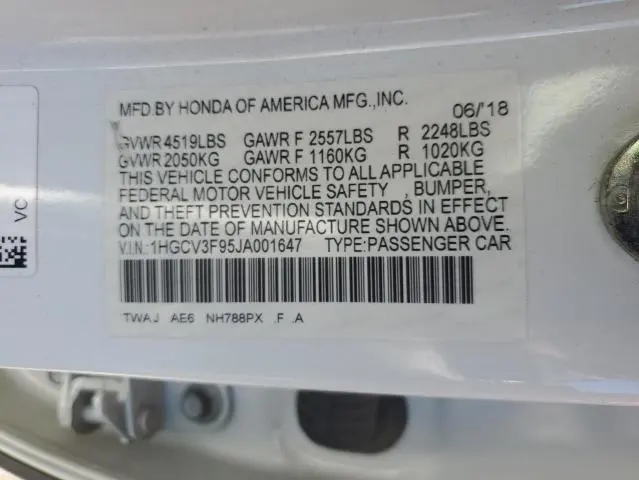 MFD.BY HONDA OF AMERICA MFG.,INC. 06/'18
GVWR 4519LBS GAWR F 2557LBS R 2248LBS
GVWR 2050KG GAWR F 1160KG R 1020KG
THIS VEHICLE CONFORMS TO ALL APPLICABLE
FEDERAL MOTOR VEHICLE SAFETY , BUMPER,
AND THEFT PREVENTION STANDARDS IN EFFECT
ON THE DATE OF MANUFACTURE SHOWN ABOVE.
V.I.N.:1HGCV3F95JA001647 TYPE:PASSENGER CAR
TWAJ AE6 NH788PX .F .A
VC